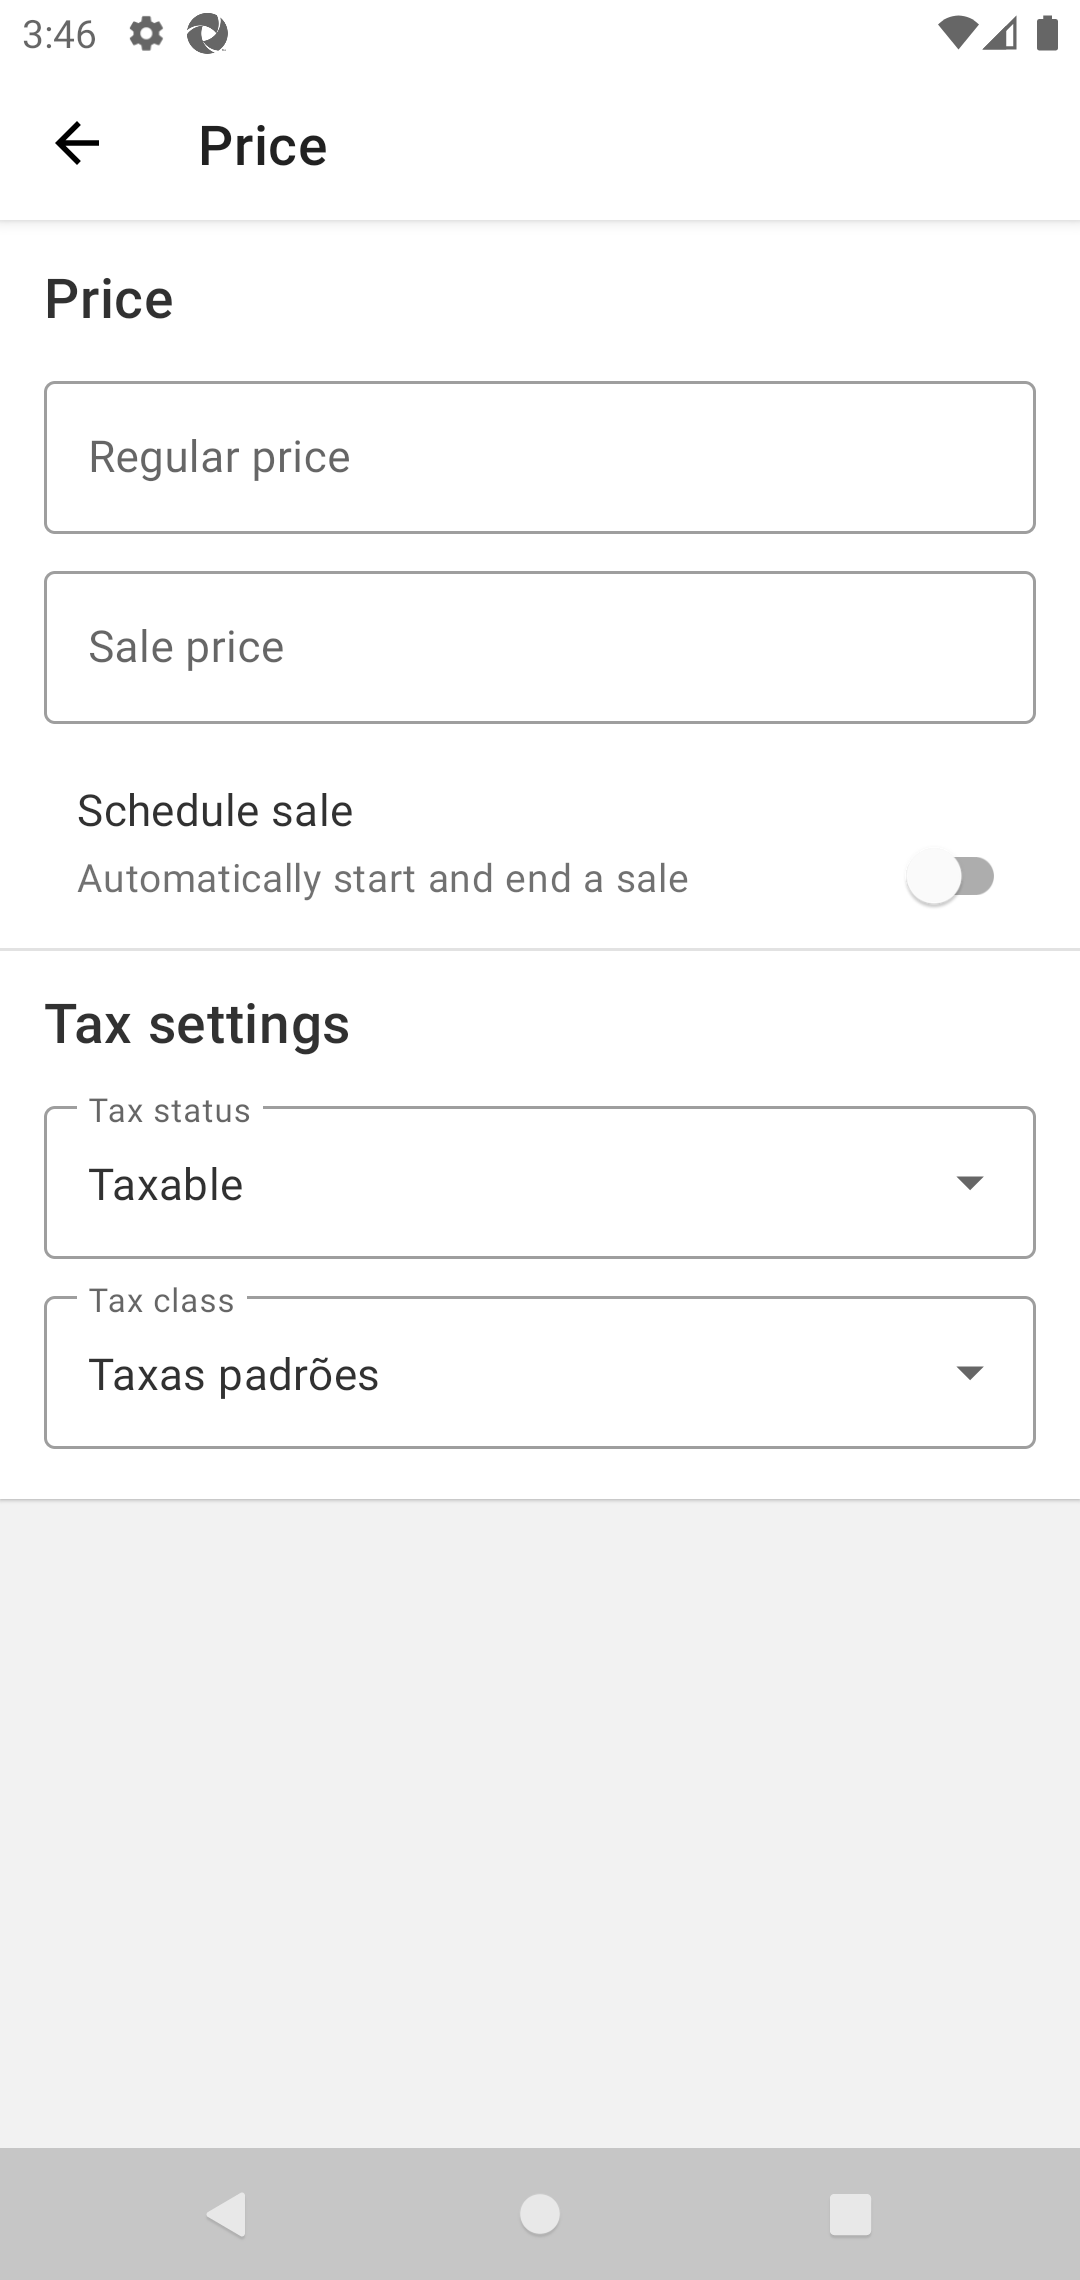 3:46
Price
Price
Regular price
Sale price
Schedule sale
Automatically start and end a sale
Tax settings
Tax status
Taxable
Tax class
Taxas padrões